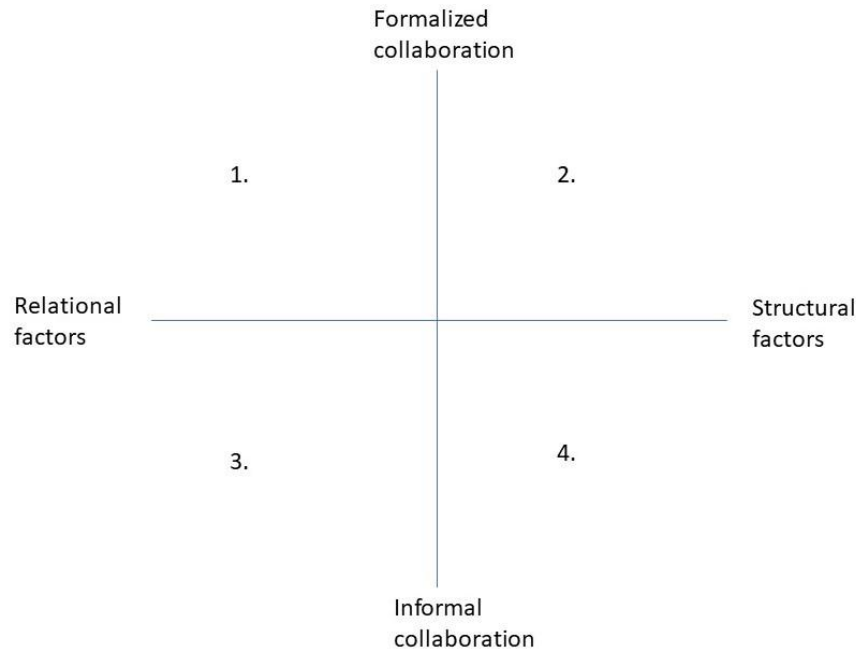 Formalized
collaboration
1.
2.
Relational
factors
Structural
factors
3.
4.
Informal
collaboration